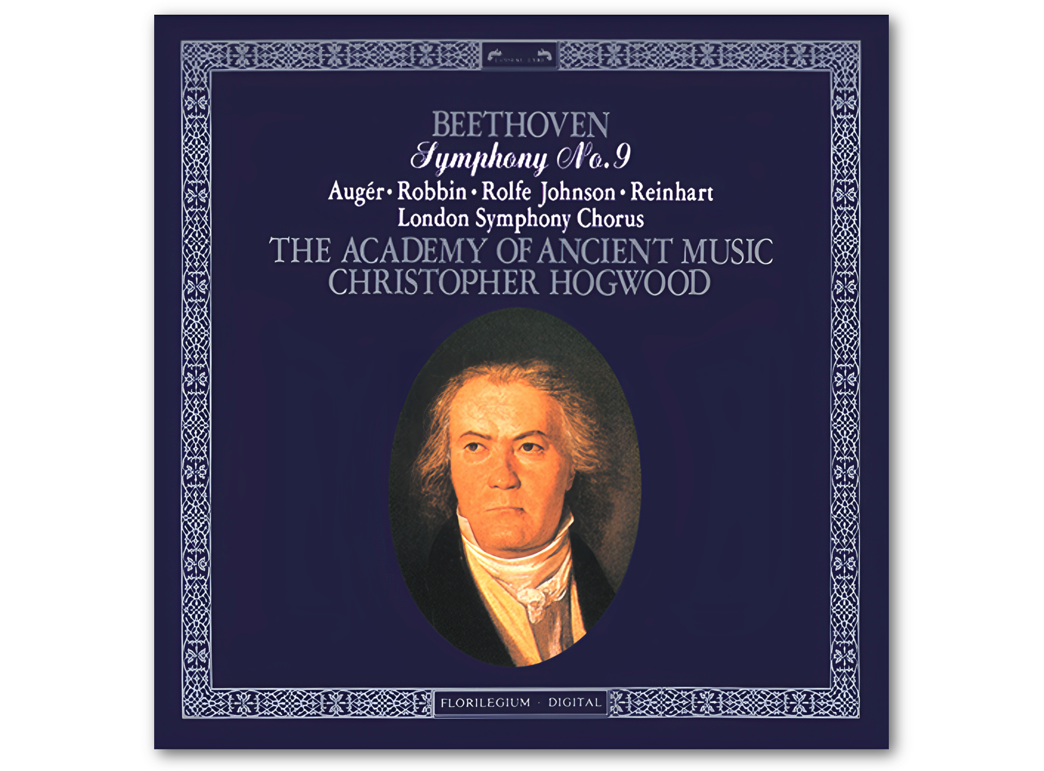 BEETHOVEN
Symphony No. 9
Augér • Robbin • Rolfe Johnson • Reinhart
London Symphony Chorus
THE ACADEMY OF ANCIENT MUSIC
CHRISTOPHER HOGWOOD
FLORILEGIUM · DIGITAL